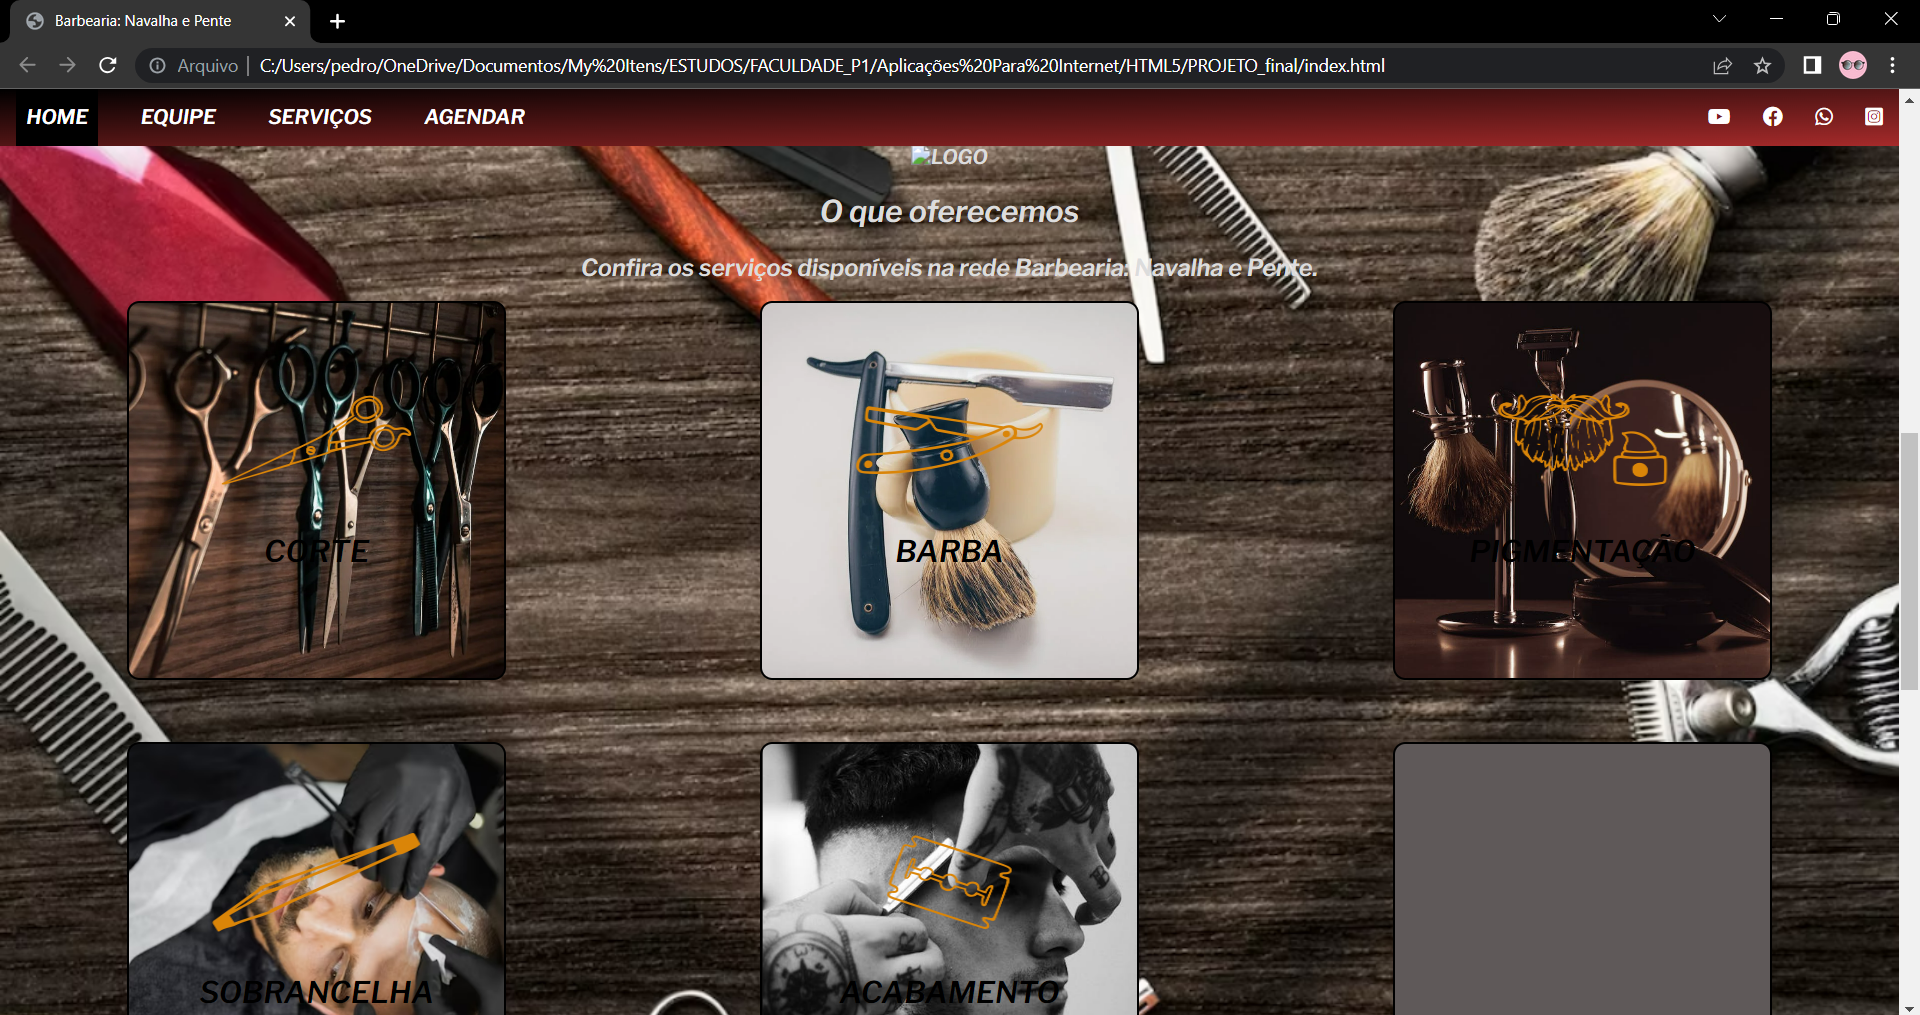 Barbearia: Navalha e Pente
Arquivo | C:/Users/pedro/OneDrive/Documentos/My%20Itens/ESTUDOS/FACULDADE_P1/Aplicações%20Para%20Internet/HTML5/PROJETO_final/index.html
HOME EQUIPE SERVIÇOS AGENDAR
LOGO
O que oferecemos
Confira os serviços disponíveis na rede Barbearia: Navalha e Pente.
CORTE BARBA PIGMENTAÇÃO
SOBRANCELHA ACABAMENTO